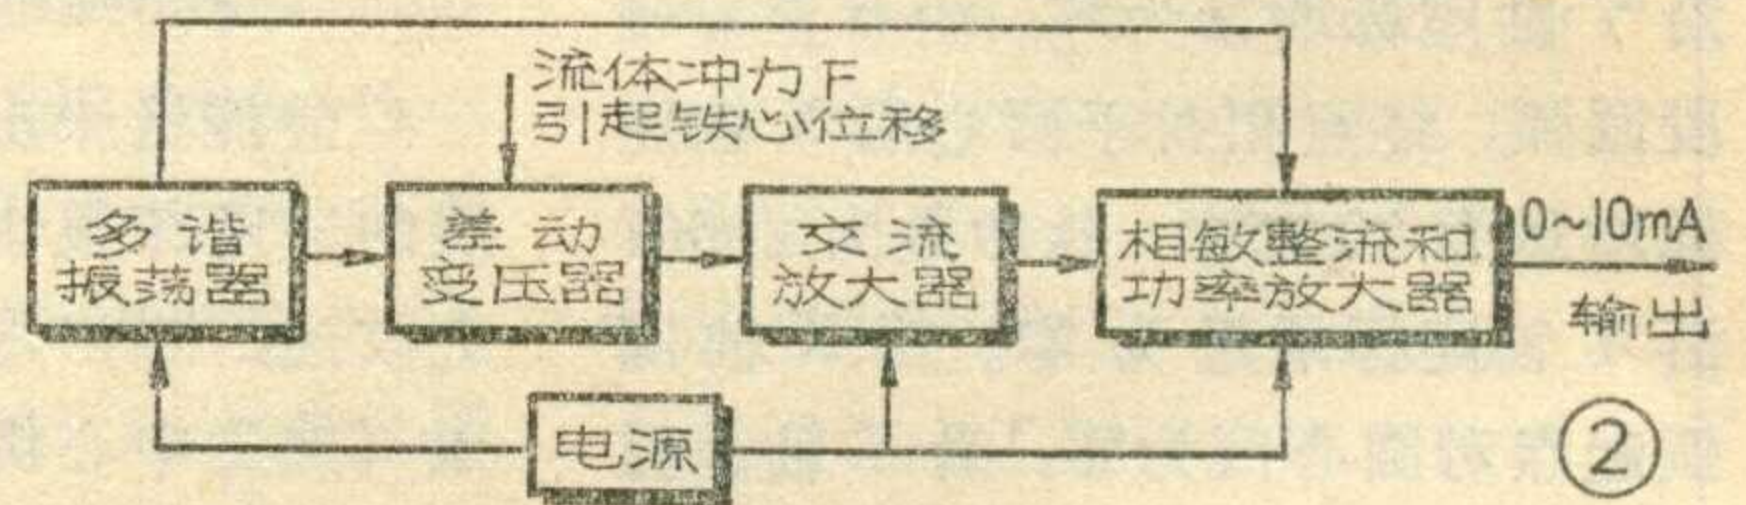 流体冲力F
引起铁心位移
多谐
振荡器
差动
变压器
交流
放大器
相敏整流和
功率放大器
0~10mA
输出
电源
②